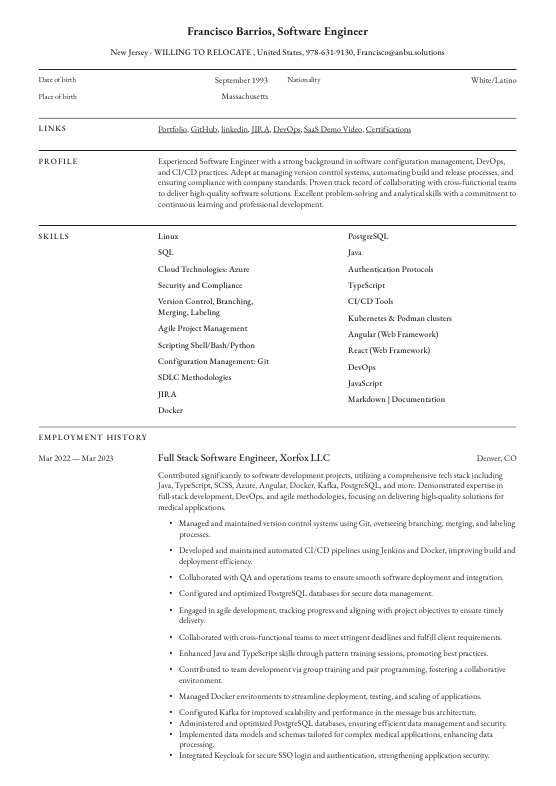 Francisco Barrios, Software Engineer
New Jersey - WILLING TO RELOCATE , United States, 978-631-9130, Francisco@anbu.solutions
Date of birth September 1993 Nationality White/Latino
Place of birth Massachusetts
LINKS Portfolio, GitHub, linkedin, JIRA, DevOps, SaaS Demo Video, Certifications
PROFILE Experienced Software Engineer with a strong background in software configuration management, DevOps,
and CI/CD practices. Adept at managing version control systems, automating build and release processes, and
ensuring compliance with company standards. Proven track record of collaborating with cross-functional teams
to deliver high-quality software solutions. Excellent problem-solving and analytical skills with a commitment to
continuous learning and professional development.
SKILLS
Linux
SQL
Cloud Technologies: Azure
Security and Compliance
Version Control, Branching,
Merging, Labeling
Agile Project Management
Scripting Shell/Bash/Python
Configuration Management: Git
SDLC Methodologies
JIRA
Docker
PostgreSQL
Java
Authentication Protocols
TypeScript
CI/CD Tools
Kubernetes & Podman clusters
Angular (Web Framework)
React (Web Framework)
DevOps
JavaScript
Markdown | Documentation
EMPLOYMENT HISTORY
Mar 2022 — Mar 2023 Full Stack Software Engineer, Xorfox LLC Denver, CO
Contributed significantly to software development projects, utilizing a comprehensive tech stack including
Java, TypeScript, SCSS, Azure, Angular, Docker, Kafka, PostgreSQL, and more. Demonstrated expertise in
full-stack development, DevOps, and agile methodologies, focusing on delivering high-quality solutions for
medical applications.
• Managed and maintained version control systems using Git, overseeing branching, merging, and labeling
processes.
• Developed and maintained automated CI/CD pipelines using Jenkins and Docker, improving build and
deployment efficiency.
• Collaborated with QA and operations teams to ensure smooth software deployment and integration.
• Configured and optimized PostgreSQL databases for secure data management.
• Engaged in agile development, tracking progress and aligning with project objectives to ensure timely
delivery.
• Collaborated with cross-functional teams to meet stringent deadlines and fulfill client requirements.
• Enhanced Java and TypeScript skills through pattern training sessions, promoting best practices.
• Contributed to team development via group training and pair programming, fostering a collaborative
environment.
• Managed Docker environments to streamline deployment, testing, and scaling of applications.
• Configured Kafka for improved scalability and performance in the message bus architecture.
• Administered and optimized PostgreSQL databases, ensuring efficient data management and security.
• Implemented data models and schemas tailored for complex medical applications, enhancing data
processing.
• Integrated Keycloak for secure SSO login and authentication, strengthening application security.